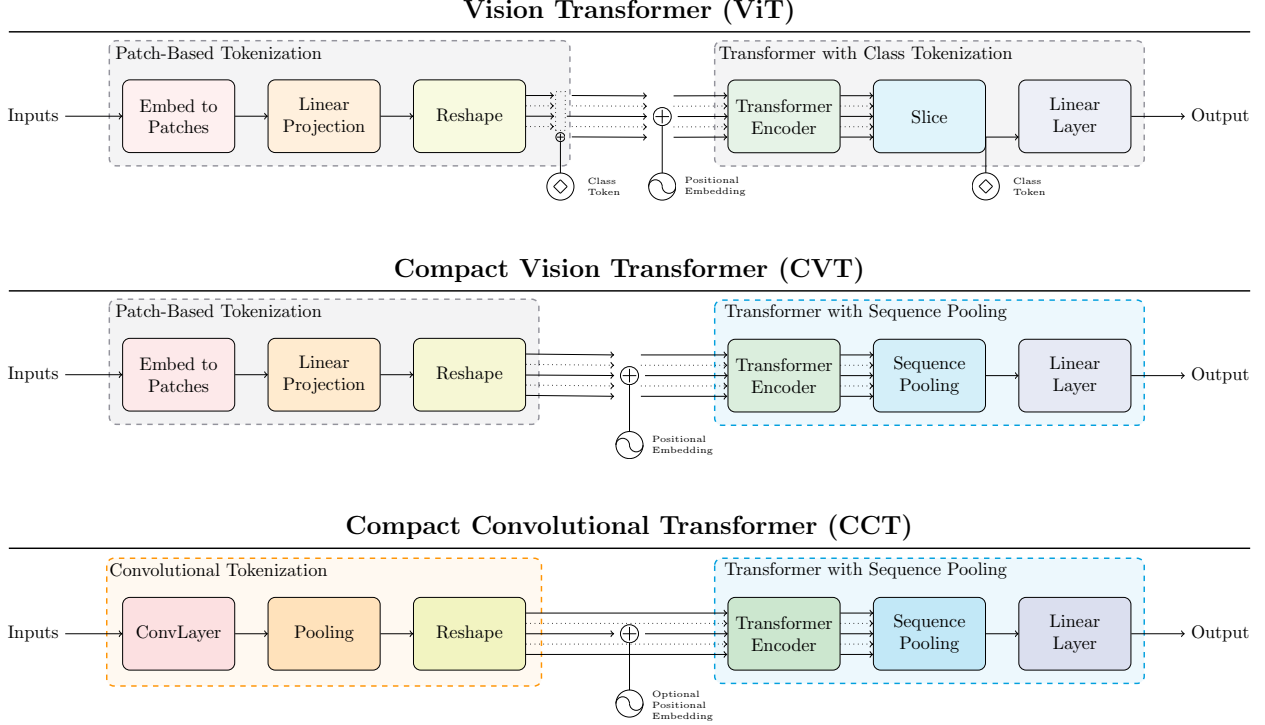 Vision Transformer (ViT)
Patch-Based Tokenization
Transformer with Class Tokenization
Inputs
Embed to
Patches
Linear
Projection
Reshape
Transformer
Encoder
Slice
Linear
Layer
Output
Class
Token
Positional
Embedding
Class
Token
Compact Vision Transformer (CVT)
Patch-Based Tokenization
Transformer with Sequence Pooling
Inputs
Embed to
Patches
Linear
Projection
Reshape
Transformer
Encoder
Sequence
Pooling
Linear
Layer
Output
Positional
Embedding
Compact Convolutional Transformer (CCT)
Convolutional Tokenization
Transformer with Sequence Pooling
Inputs
ConvLayer
Pooling
Reshape
Transformer
Encoder
Sequence
Pooling
Linear
Layer
Output
Optional
Positional
Embedding